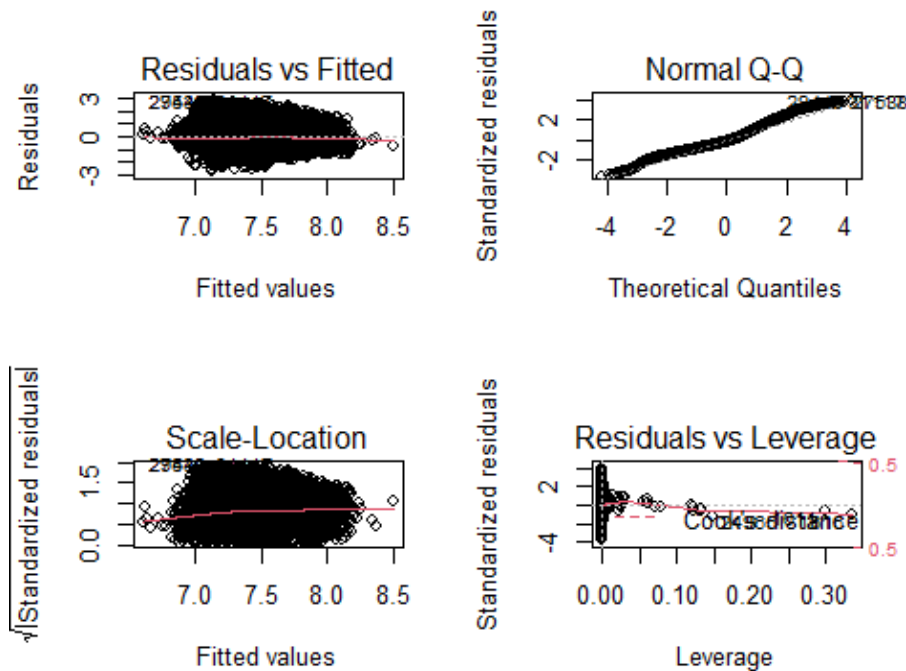 Residuals vs Fitted
Residuals
3
0
-3
7.0 7.5 8.0 8.5
Fitted values
Normal Q-Q
Standardized residuals
2
-2
-4 -2 0 2 4
Theoretical Quantiles
Scale-Location
√|Standardized residuals|
1.5
0.0
7.0 7.5 8.0 8.5
Fitted values
Residuals vs Leverage
Standardized residuals
2
-4
0.5
Cook's distance
0.5
0.00 0.10 0.20 0.30
Leverage